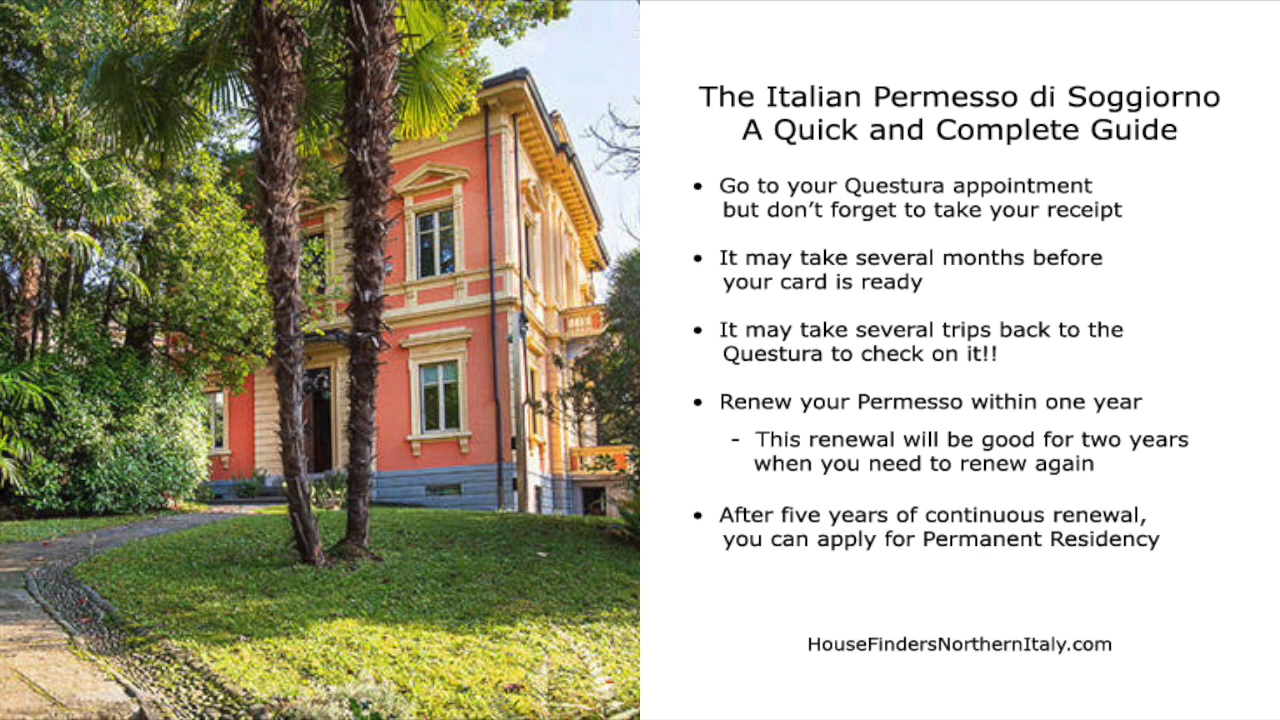 The Italian Permesso di Soggiorno
A Quick and Complete Guide
• Go to your Questura appointment
but don’t forget to take your receipt
• It may take several months before
your card is ready
• It may take several trips back to the
Questura to check on it!!
• Renew your Permesso within one year
- This renewal will be good for two years
when you need to renew again
• After five years of continuous renewal,
you can apply for Permanent Residency
HouseFindersNorthernItaly.com